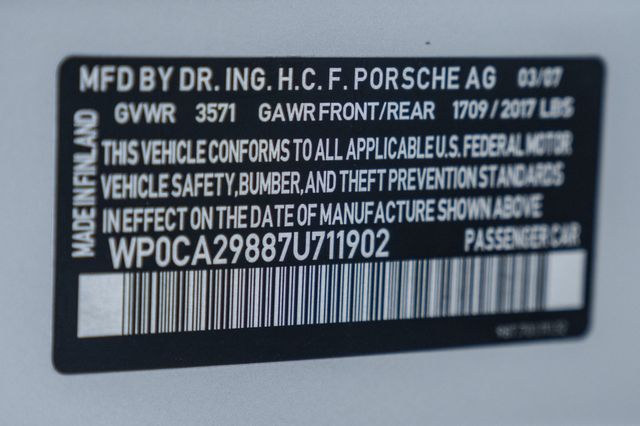 MFD BY DR. ING. H.C. F. PORSCHE AG 03/07
GVWR 3571 GAWR FRONT/REAR 1709 / 2017 LBS
MADE IN FINLAND
THIS VEHICLE CONFORMS TO ALL APPLICABLE U.S. FEDERAL MOTOR
VEHICLE SAFETY, BUMBER, AND THEFT PREVENTION STANDARDS
IN EFFECT ON THE DATE OF MANUFACTURE SHOWN ABOVE
WP0CA29887U711902 PASSENGER CAR